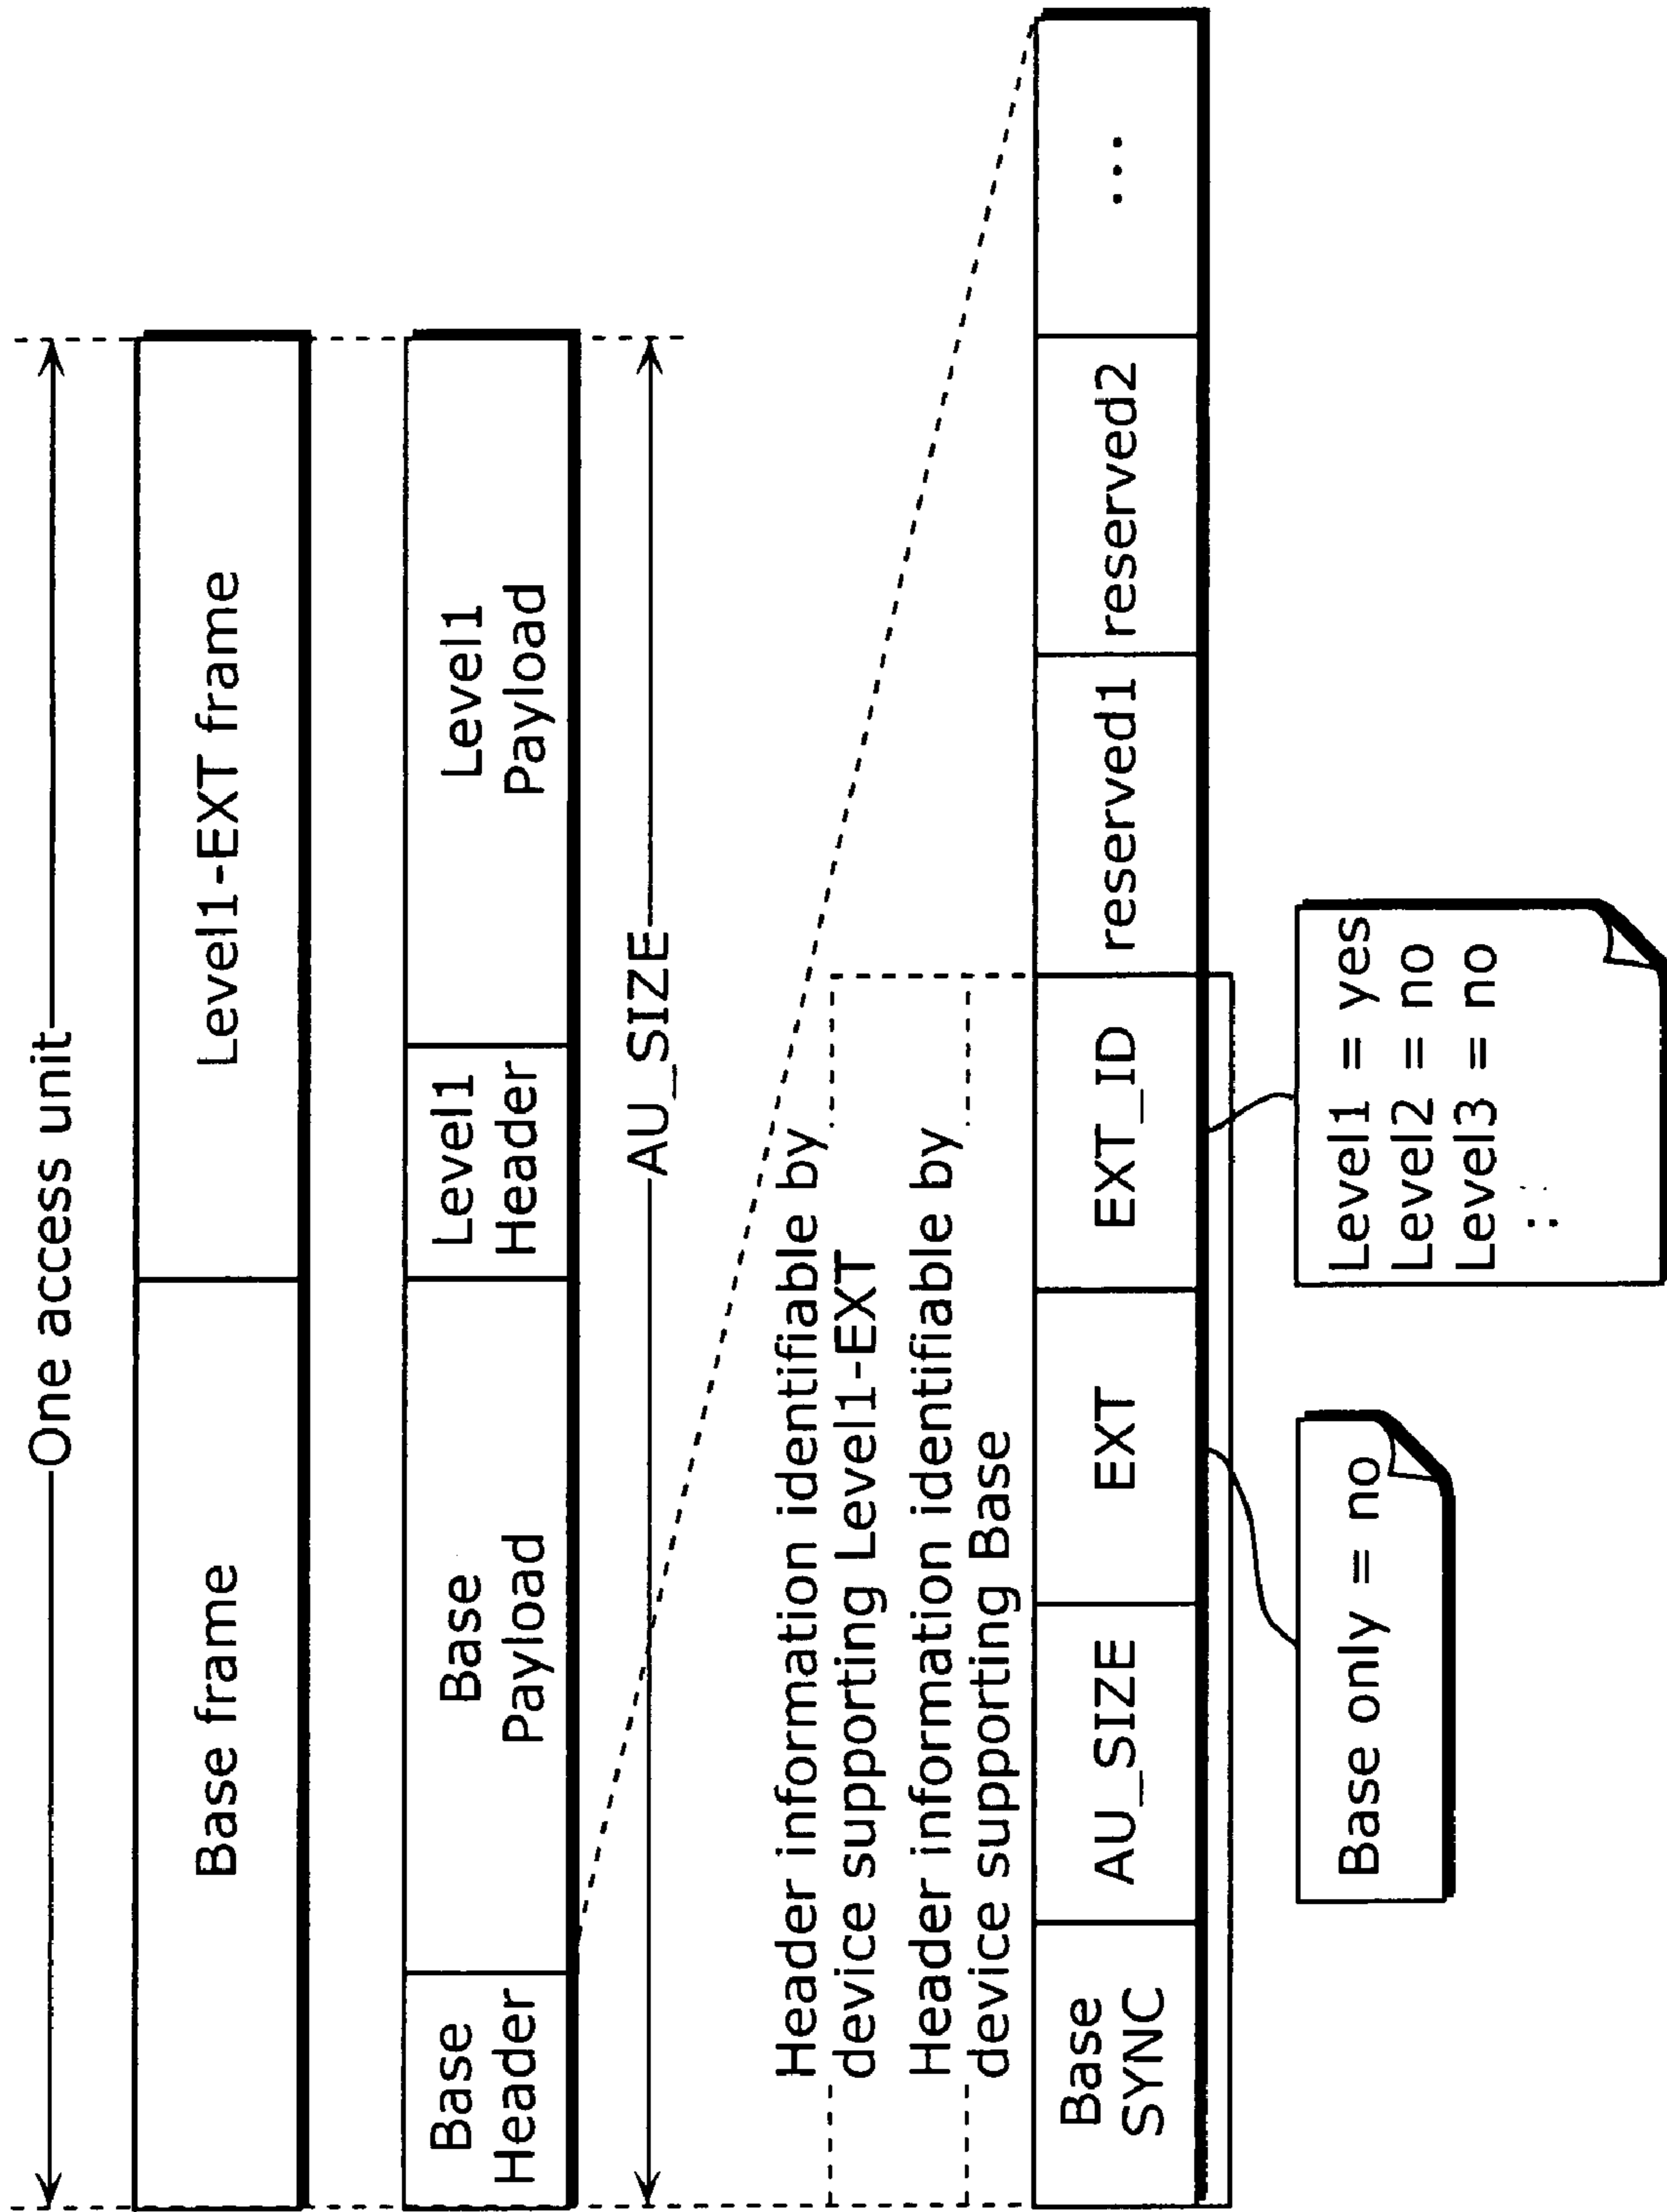 One access unit
Base frame
Level1-EXT frame
Base
Header
Base
Payload
Level1
Header
Level1
Payload
AU_SIZE
Header information identifiable by
device supporting Level1-EXT
Header information identifiable by
device supporting Base
Base
SYNC
AU_SIZE
EXT
EXT_ID
reserved1
reserved2
...
Base only = no
Level1 = yes
Level2 = no
Level3 = no
: